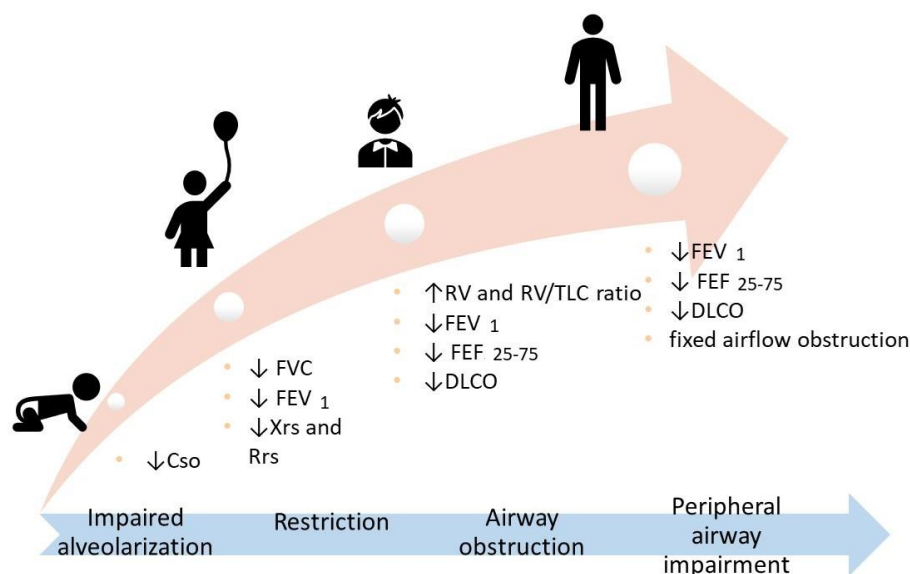 ↓FEV 1
↓ FEF 25-75
↓DLCO
fixed airflow obstruction
↑RV and RV/TLC ratio
↓FEV 1
↓ FEF 25-75
↓DLCO
↓ FVC
↓ FEV 1
↓Xrs and
Rrs
↓Cso
Impaired
alveolarization
Restriction
Airway
obstruction
Peripheral
airway
impairment